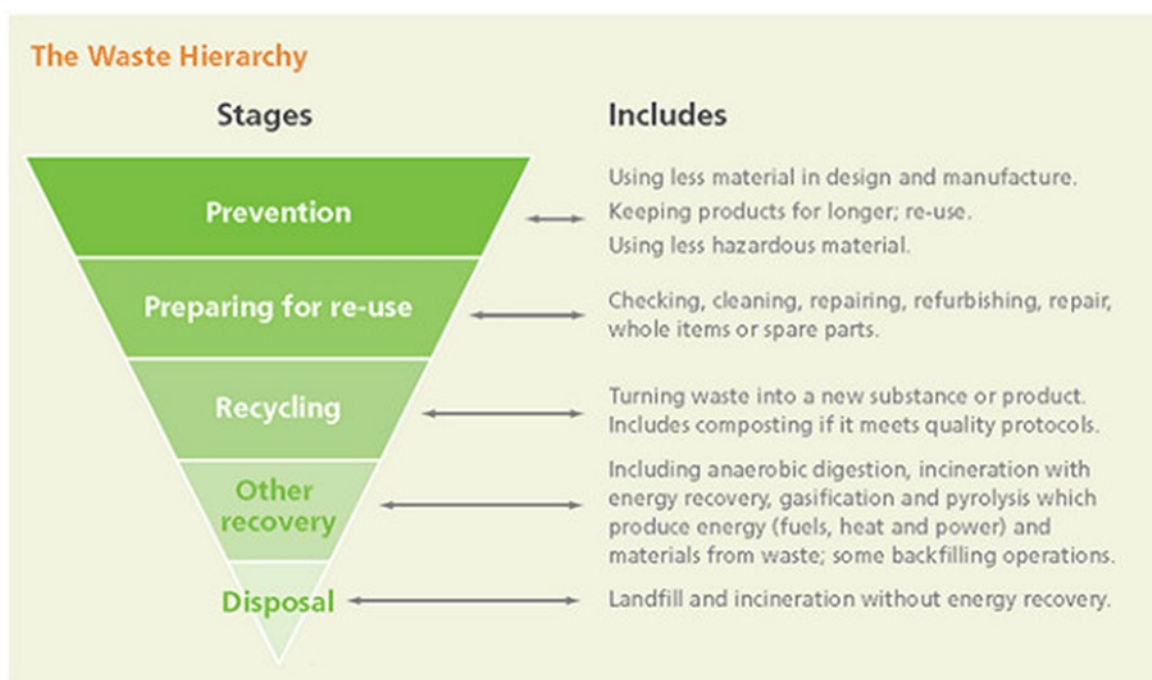 The Waste Hierarchy
Stages
Includes
Prevention
Using less material in design and manufacture.
Keeping products for longer; re-use.
Using less hazardous material.
Preparing for re-use
Checking, cleaning, repairing, refurbishing, repair,
whole items or spare parts.
Recycling
Turning waste into a new substance or product.
Includes composting if it meets quality protocols.
Other
recovery
Including anaerobic digestion, incineration with
energy recovery, gasification and pyrolysis which
produce energy (fuels, heat and power) and
materials from waste; some backfilling operations.
Disposal
Landfill and incineration without energy recovery.